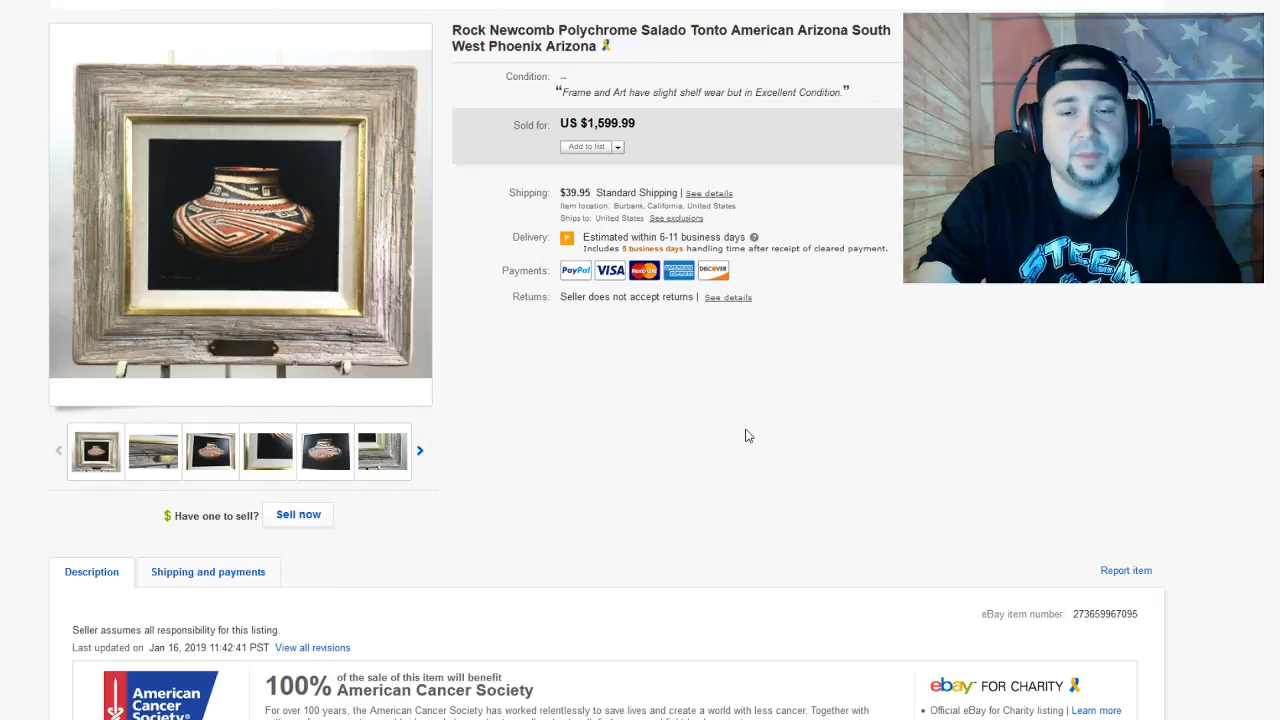 Rock Newcomb Polychrome Salado Tonto American Arizona South
West Phoenix Arizona
Condition: --
“Frame and Art have slight shelf wear but in Excellent Condition.”
Sold for: US $1,599.99
Add to list
Shipping: $39.95 Standard Shipping | See details
Item location: Burbank, California, United States
Ships to: United States See exclusions
Delivery: Estimated within 6-11 business days
Includes 5 business days handling time after receipt of cleared payment.
Payments: PayPal VISA MasterCard AMERICAN EXPRESS DISCOVER
Returns: Seller does not accept returns | See details
STEEM
$ Have one to sell? Sell now
Description Shipping and payments
Report item
eBay item number: 273659967095
Seller assumes all responsibility for this listing.
Last updated on Jan 16, 2019 11:42:41 PST View all revisions
American
Cancer
Society®
100% of the sale of this item will benefit
American Cancer Society
For over 100 years, the American Cancer Society has worked relentlessly to save lives and create a world with less cancer. Together with
ebay™ FOR CHARITY
• Official eBay for Charity listing | Learn more